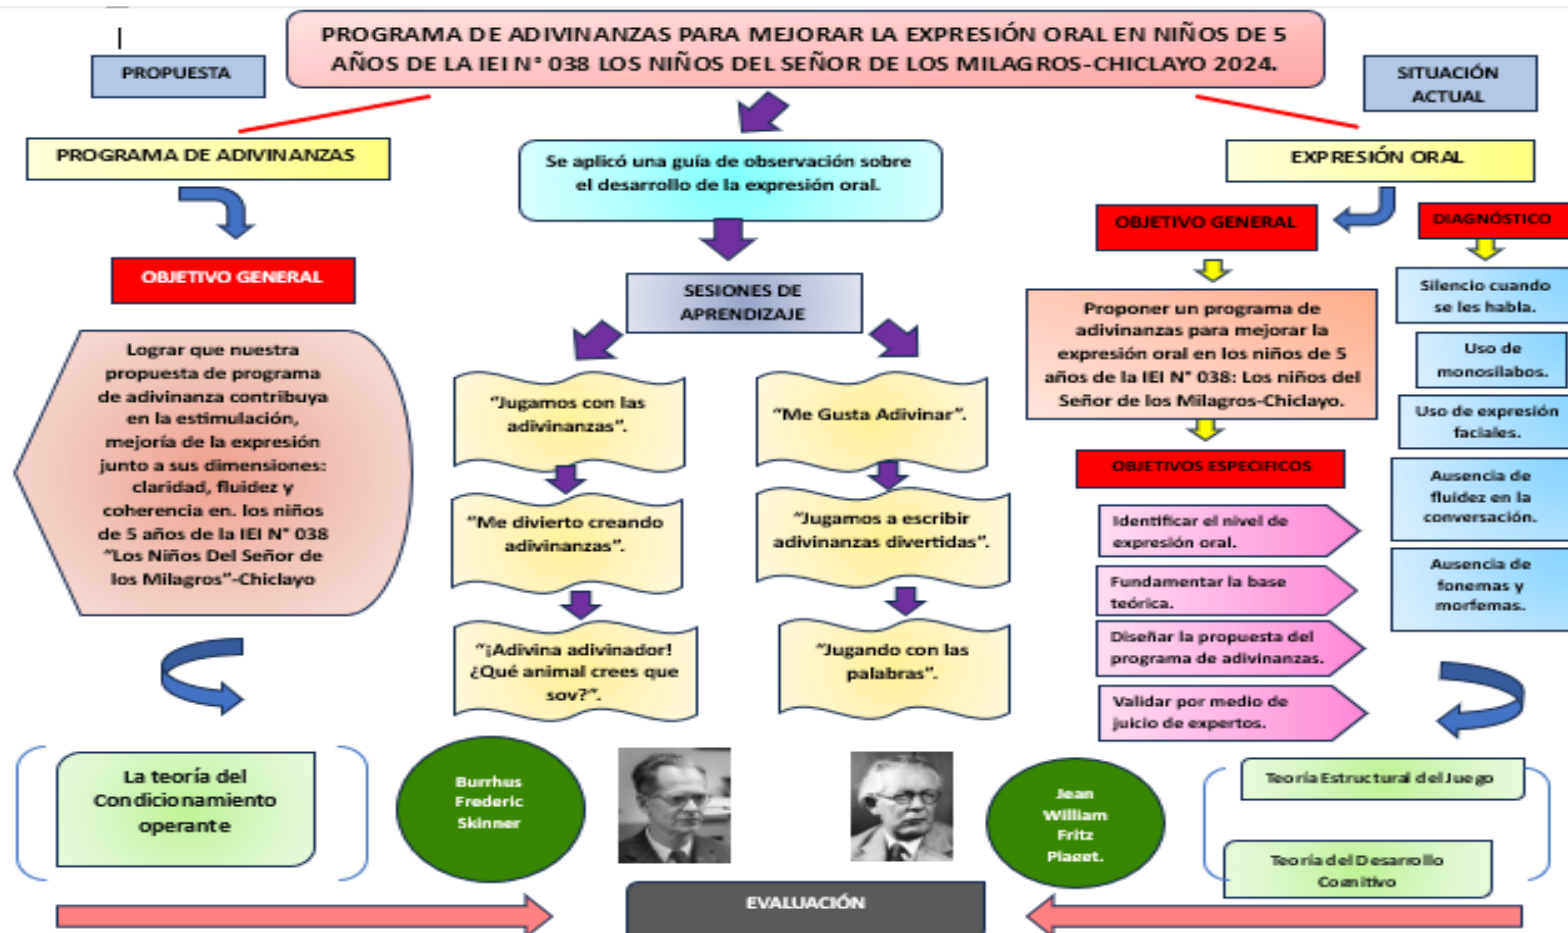 PROGRAMA DE ADIVINANZAS PARA MEJORAR LA EXPRESIÓN ORAL EN NIÑOS DE 5
AÑOS DE LA IEI N° 038 LOS NIÑOS DEL SEÑOR DE LOS MILAGROS-CHICLAYO 2024.
PROPUESTA
SITUACIÓN
ACTUAL
PROGRAMA DE ADIVINANZAS
Se aplicó una guía de observación sobre
el desarrollo de la expresión oral.
EXPRESIÓN ORAL
OBJETIVO GENERAL
Lograr que nuestra
propuesta de programa
de adivinanza contribuya
en la estimulación,
mejoría de la expresión
junto a sus dimensiones:
claridad, fluidez y
coherencia en. los niños
de 5 años de la IEI N° 038
"Los Niños Del Señor de
los Milagros"-Chiclayo
SESIONES DE
APRENDIZAJE
"Jugamos con las
adivinanzas".
"Me divierto creando
adivinanzas".
"¡Adivina adivinador!
¿Qué animal crees que
soy?".
"Me Gusta Adivinar".
"Jugamos a escribir
adivinanzas divertidas".
"Jugando con las
palabras".
OBJETIVO GENERAL
Proponer un programa de
adivinanzas para mejorar la
expresión oral en los niños de 5
años de la IEI N° 038: Los niños del
Señor de los Milagros-Chiclayo.
OBJETIVOS ESPECIFICOS
Identificar el nivel de
expresión oral.
Fundamentar la base
teórica.
Diseñar la propuesta del
programa de adivinanzas.
Validar por medio de
juicio de expertos.
DIAGNÓSTICO
Silencio cuando
se les habla.
Uso de
monosílabos.
Uso de expresión
faciales.
Ausencia de
fluidez en la
conversación.
Ausencia de
fonemas y
morfemas.
La teoría del
Condicionamiento
operante
Burrhus
Frederic
Skinner
Jean
William
Fritz
Piaget.
Teoría Estructural del Juego
Teoría del Desarrollo
Cognitivo
EVALUACIÓN